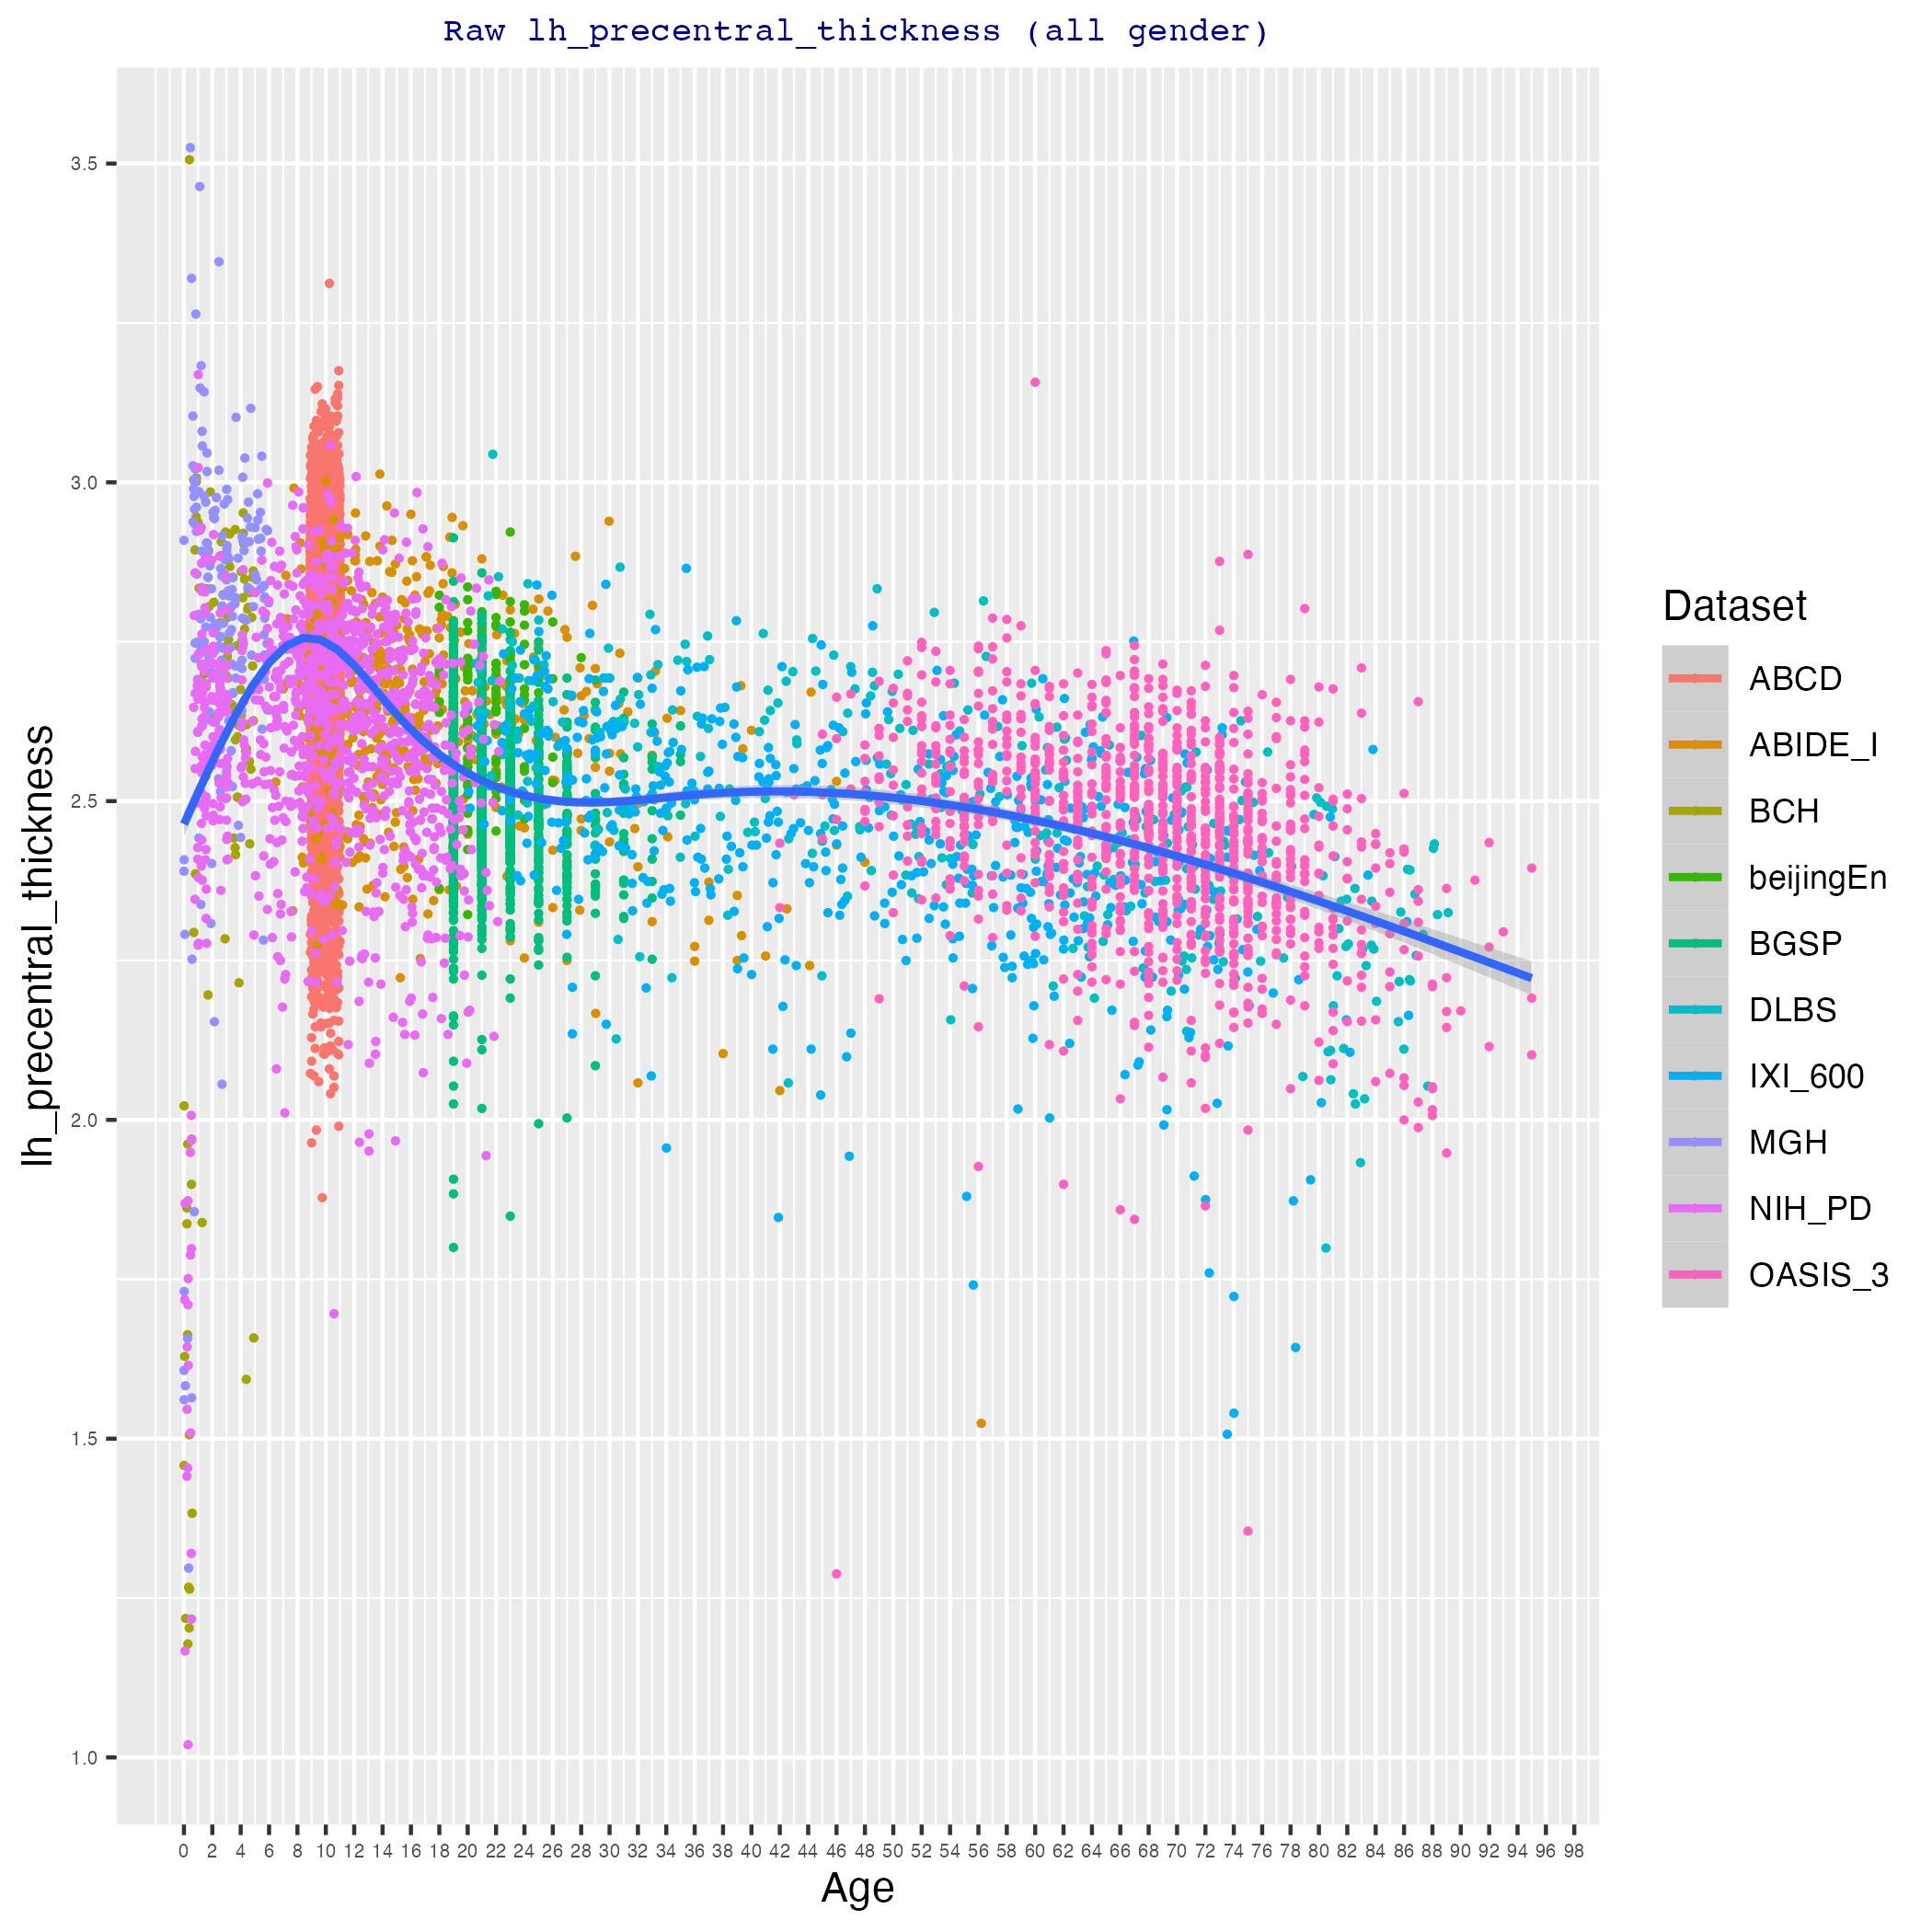 Raw lh_precentral_thickness (all gender)
lh_precentral_thickness
3.5
3.0
2.5
2.0
1.5
1.0
0 2 4 6 8 10 12 14 16 18 20 22 24 26 28 30 32 34 36 38 40 42 44 46 48 50 52 54 56 58 60 62 64 66 68 70 72 74 76 78 80 82 84 86 88 90 92 94 96 98
Age
Dataset
ABCD
ABIDE_I
BCH
beijingEn
BGSP
DLBS
IXI_600
MGH
NIH_PD
OASIS_3